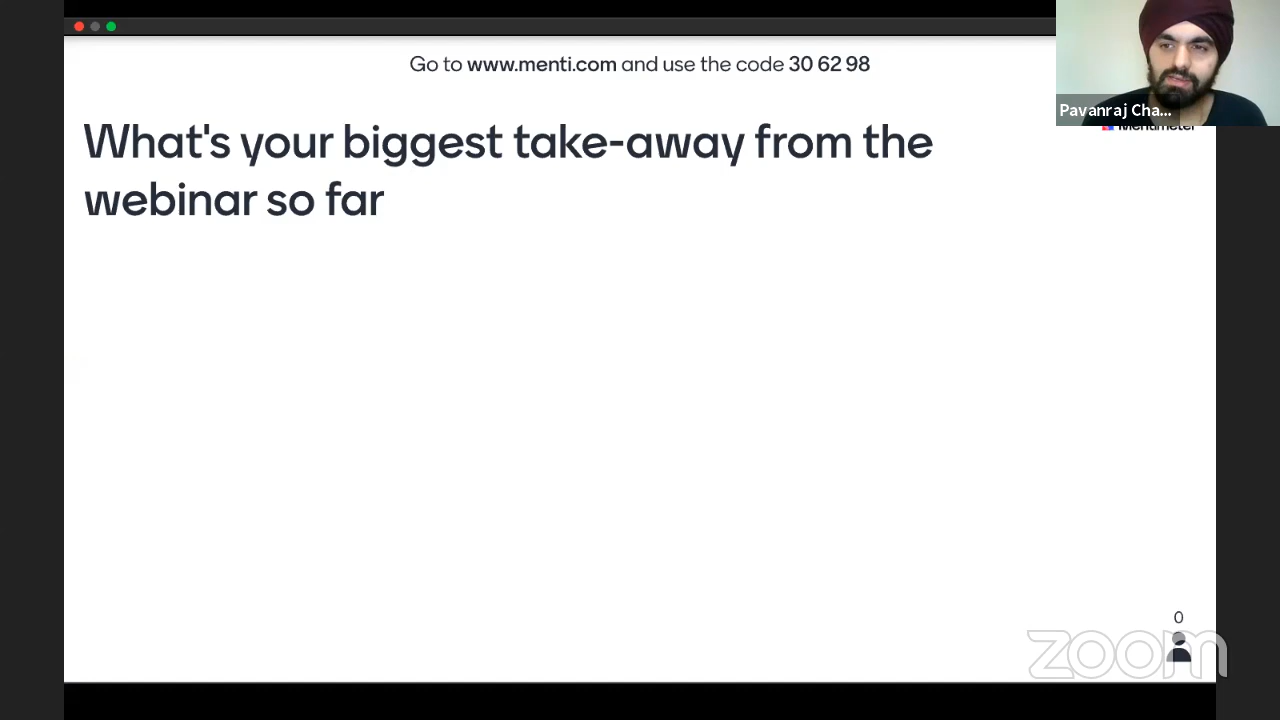 Go to www.menti.com and use the code 30 62 98
Pavanraj Cha...
Mentimeter
What's your biggest take-away from the
webinar so far
0
zoom